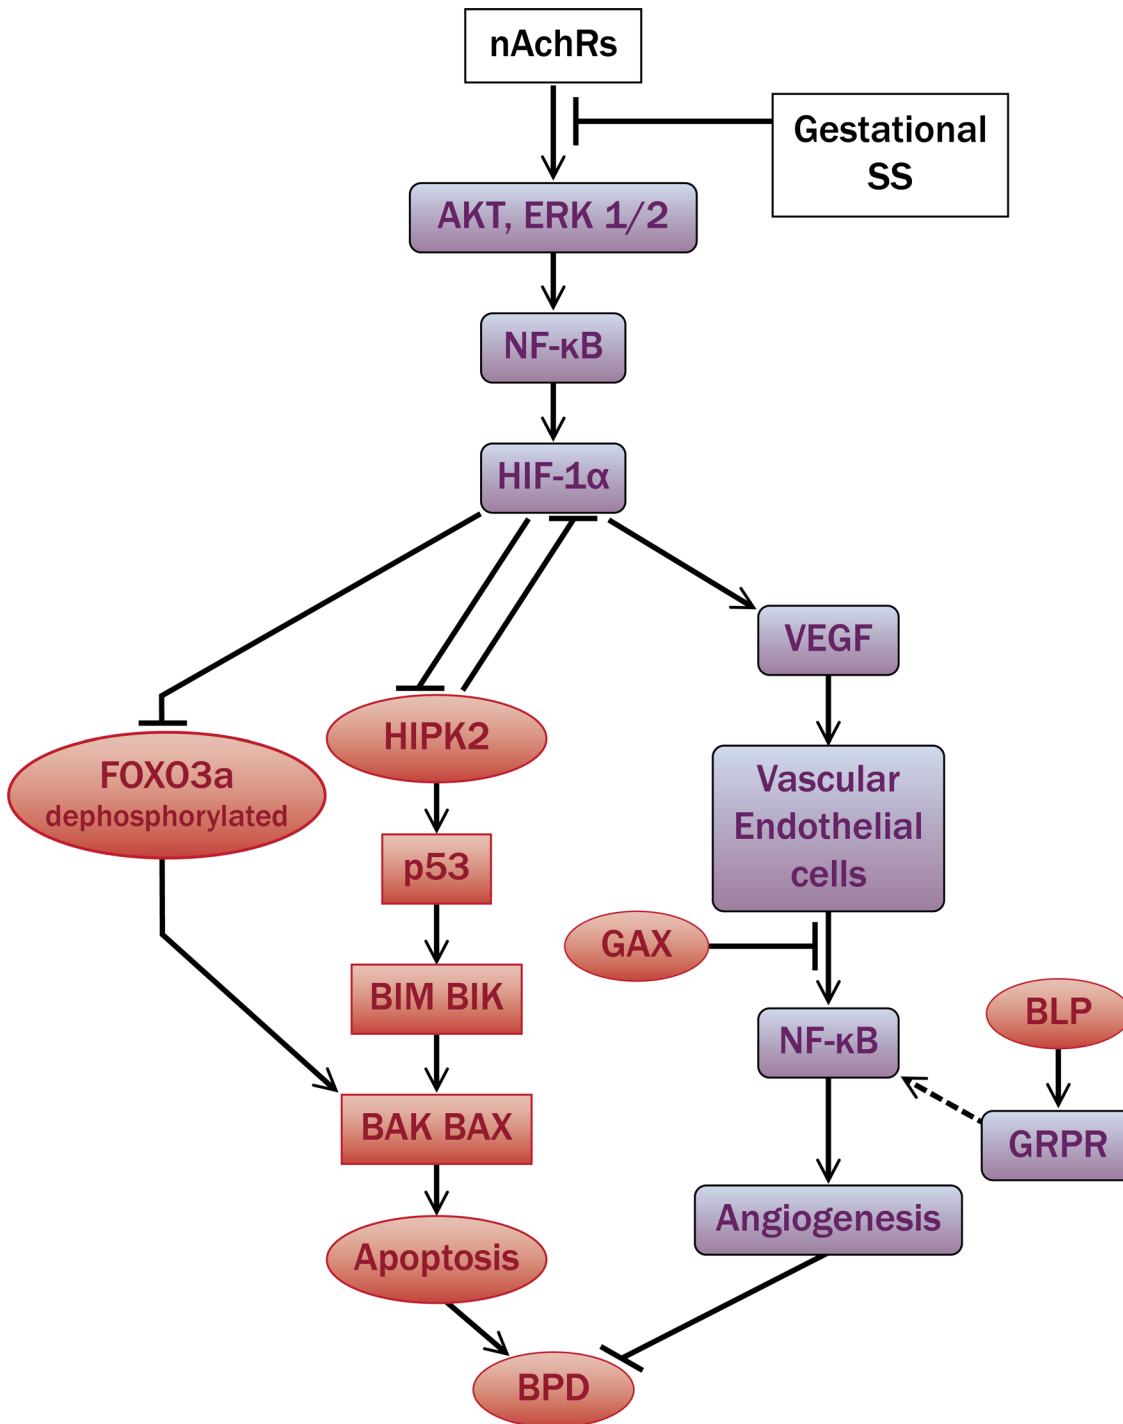 nAchRs
Gestational
SS
AKT, ERK 1/2
NF-κB
HIF-1α
VEGF
HIPK2
FOXO3a
dephosphorylated
Vascular
Endothelial
cells
p53
GAX
BIM BIK
BLP
NF-κB
BAK BAX
GRPR
Angiogenesis
Apoptosis
BPD